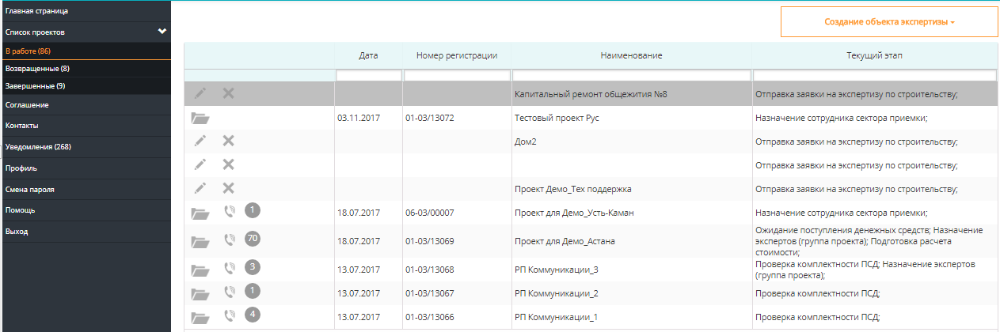 Главная страница
Список проектов
В работе (86)
Возвращенные (8)
Завершенные (9)
Соглашение
Контакты
Уведомления (268)
Профиль
Смена пароля
Помощь
Выход
Создание объекта экспертизы
Дата Номер регистрации Наименование Текущий этап
Капитальный ремонт общежития №8 Отправка заявки на экспертизу по строительству;
03.11.2017 01-03/13072 Тестовый проект Рус Назначение сотрудника сектора приемки;
Дом2 Отправка заявки на экспертизу по строительству;
Отправка заявки на экспертизу по строительству;
Проект Демо_Тех поддержка Отправка заявки на экспертизу по строительству;
1 18.07.2017 06-03/00007 Проект для Демо_Усть-Каман Назначение сотрудника сектора приемки;
70 18.07.2017 01-03/13069 Проект для Демо_Астана Ожидание поступления денежных средств; Назначение
экспертов (группа проекта); Подготовка расчета
стоимости;
3 13.07.2017 01-03/13068 РП Коммуникации_3 Проверка комплектности ПСД; Назначение экспертов
(группа проекта);
1 13.07.2017 01-03/13067 РП Коммуникации_2 Проверка комплектности ПСД;
4 13.07.2017 01-03/13066 РП Коммуникации_1 Проверка комплектности ПСД;